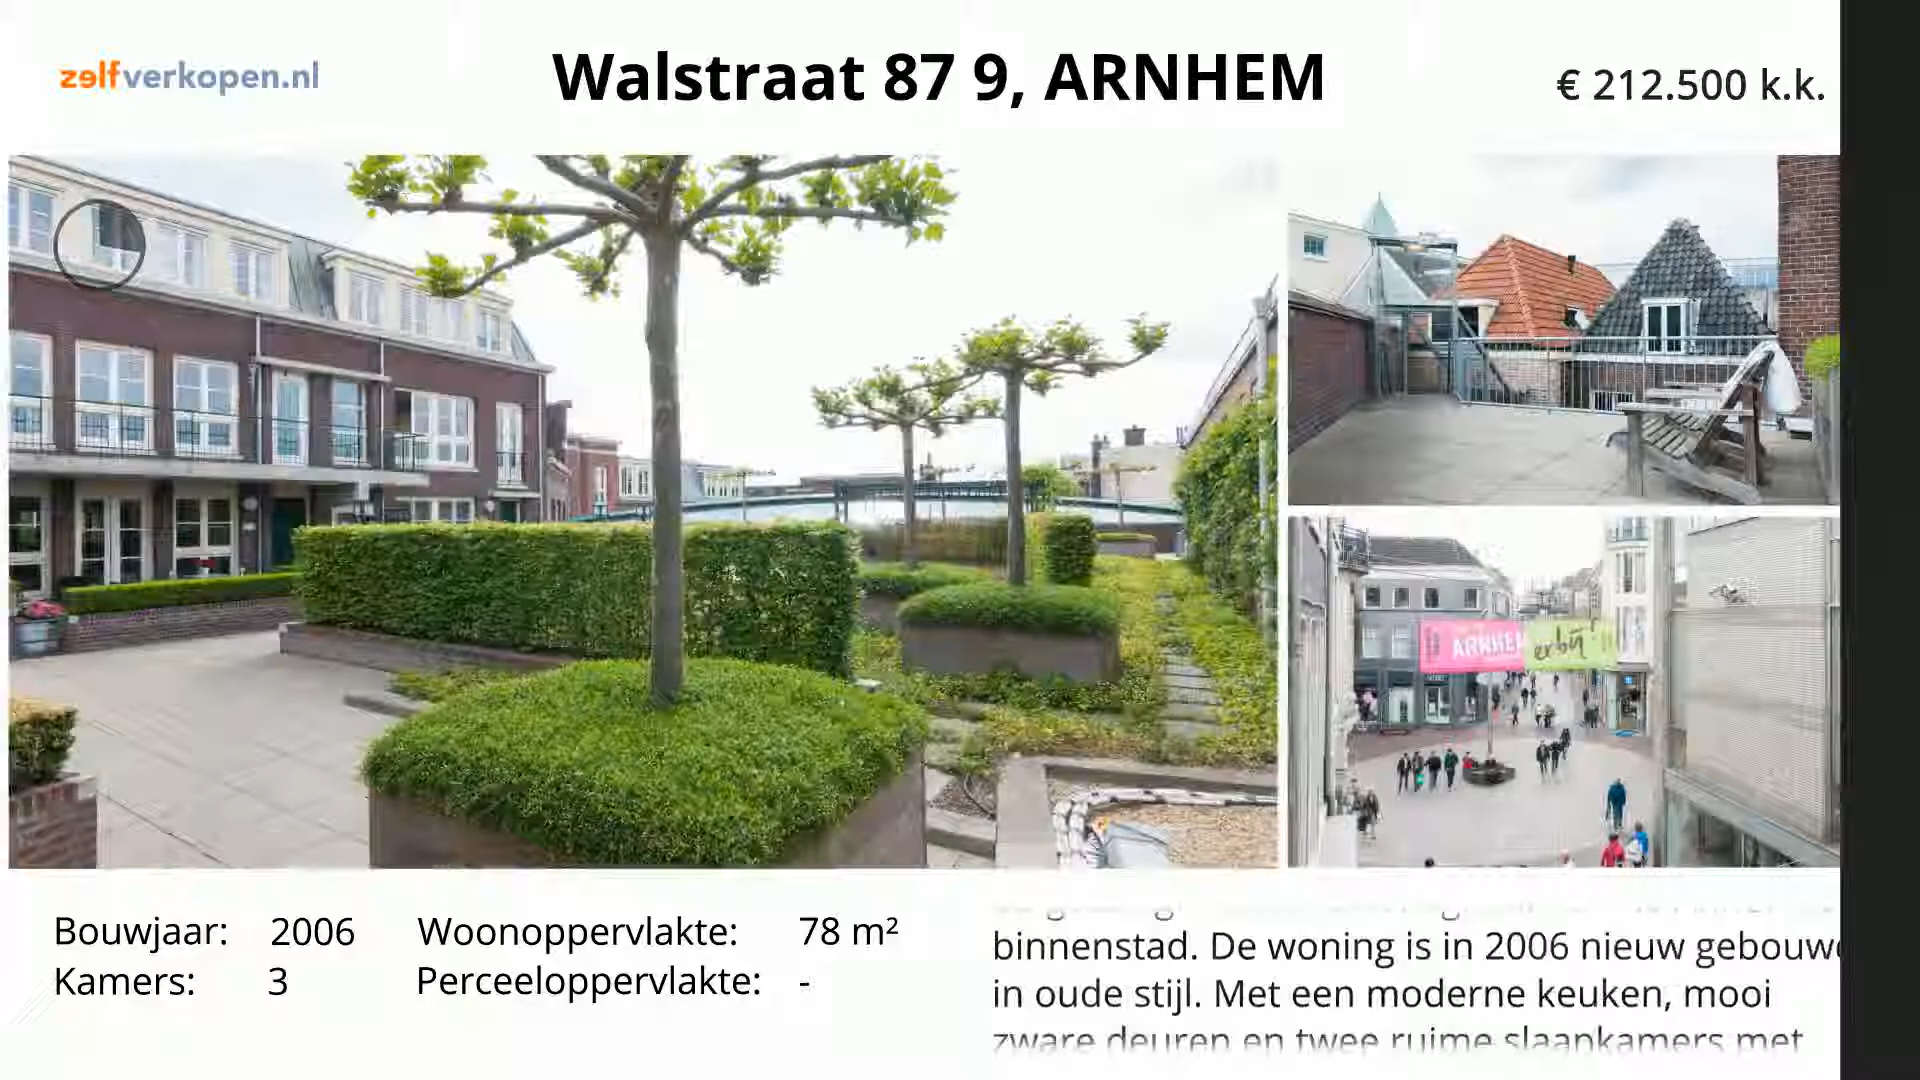 zelfverkopen.nl
Walstraat 87 9, ARNHEM
€ 212.500 k.k.
ARNHEM
erbij
Bouwjaar: 2006
Kamers: 3
Woonoppervlakte: 78 m²
Perceeloppervlakte: -
binnenstad. De woning is in 2006 nieuw gebouw
in oude stijl. Met een moderne keuken, mooi
zware deuren en twee ruime slaapkamers met